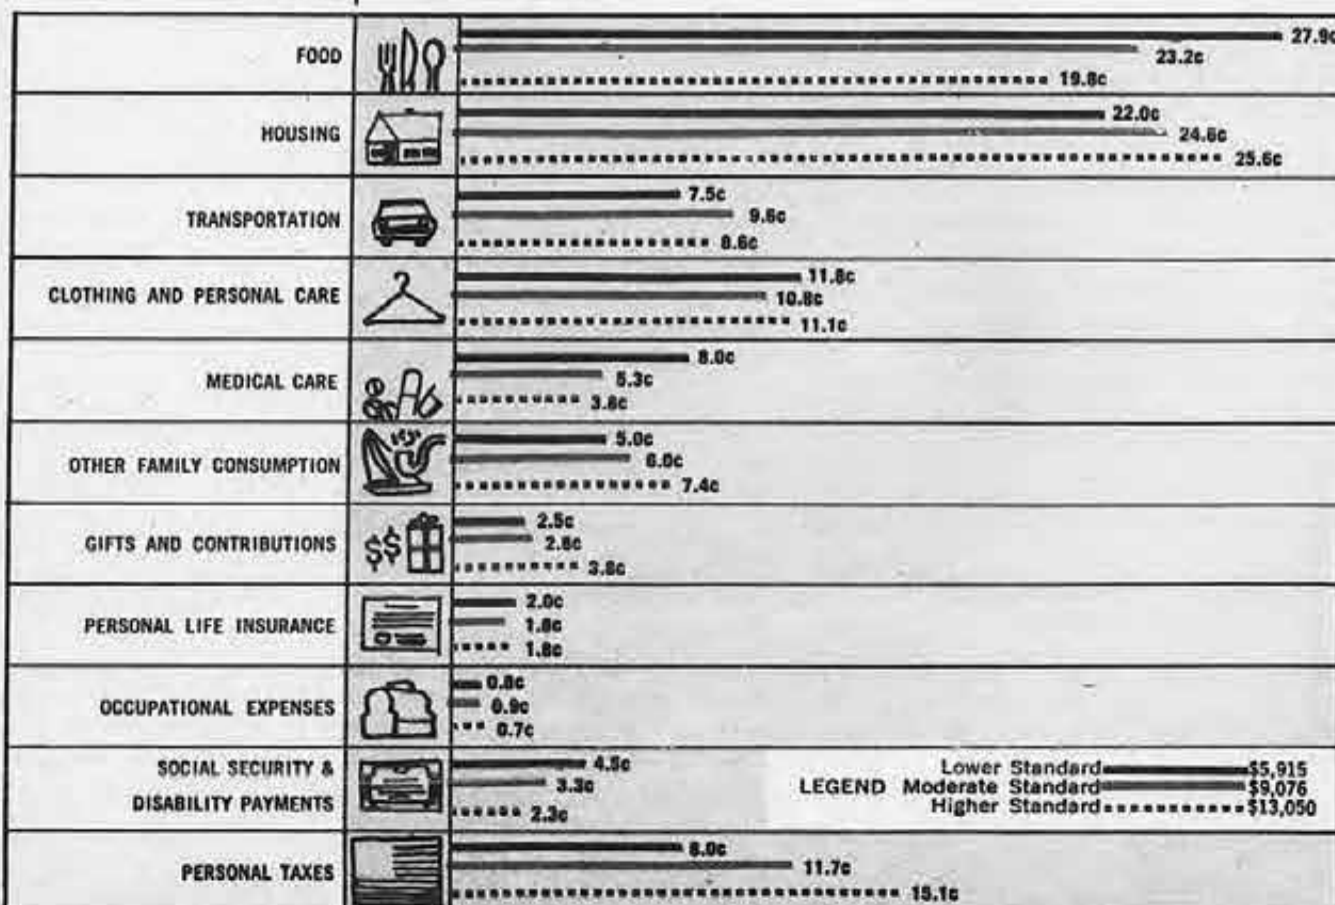 FOOD
27.9c
23.2c
19.8c
HOUSING
22.0c
24.6c
25.6c
TRANSPORTATION
7.5c
9.6c
8.6c
CLOTHING AND PERSONAL CARE
11.8c
10.8c
11.1c
MEDICAL CARE
8.0c
5.3c
3.8c
OTHER FAMILY CONSUMPTION
5.0c
6.0c
7.4c
GIFTS AND CONTRIBUTIONS
$$
2.5c
2.8c
3.8c
PERSONAL LIFE INSURANCE
2.0c
1.8c
1.8c
OCCUPATIONAL EXPENSES
0.8c
0.9c
0.7c
SOCIAL SECURITY &
DISABILITY PAYMENTS
4.5c
3.3c
2.3c
Lower Standard $5,915
LEGEND Moderate Standard $9,076
Higher Standard $13,050
PERSONAL TAXES
8.0c
11.7c
15.1c